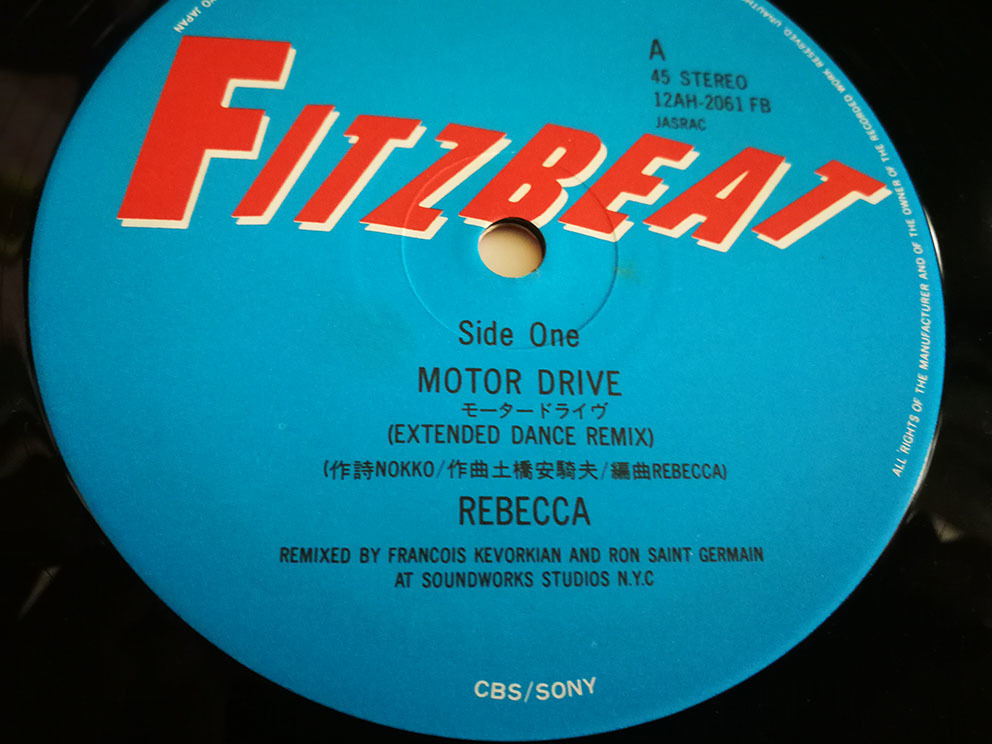 FITZBEAT
A
45 STEREO
12AH-2061 FB
JASRAC
Side One
MOTOR DRIVE
モータードライヴ
(EXTENDED DANCE REMIX)
(作詩NOKKO/作曲土橋安騎夫/編曲REBECCA)
REBECCA
REMIXED BY FRANCOIS KEVORKIAN AND RON SAINT GERMAIN
AT SOUNDWORKS STUDIOS N.Y.C
CBS/SONY
ALL RIGHTS OF THE MANUFACTURER AND OF THE OWNER OF THE RECORDED WORK RESERVED.
JAPAN